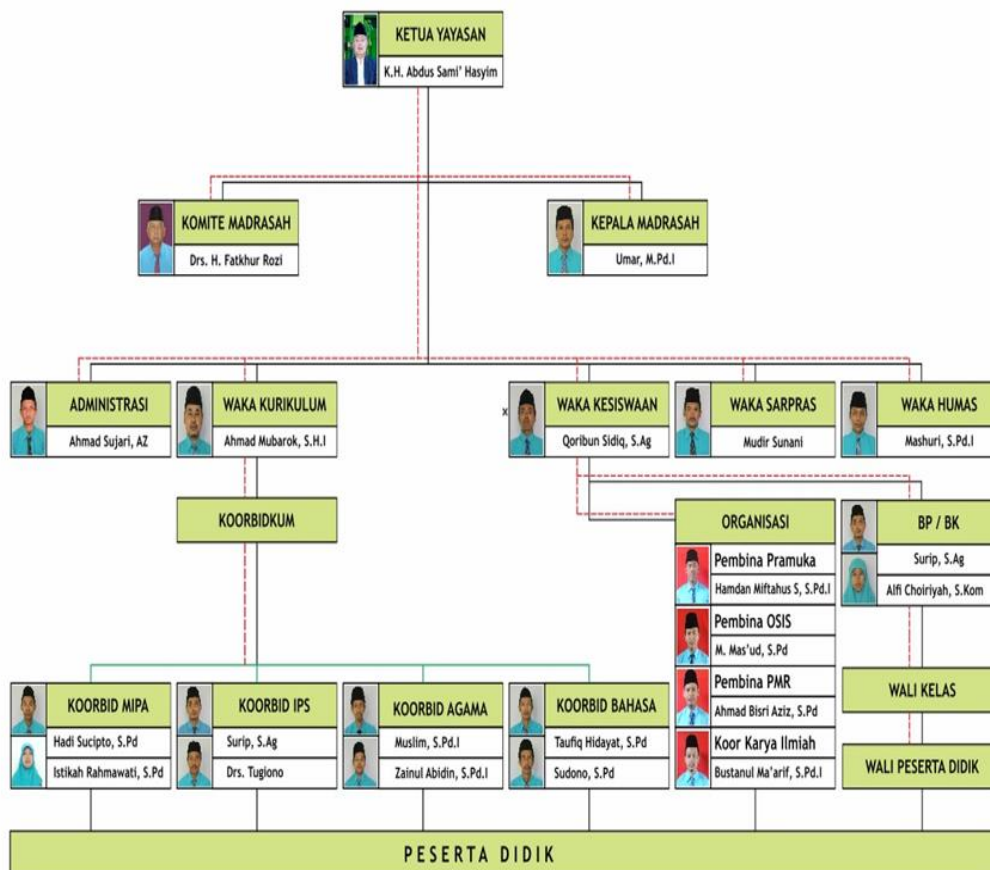 KETUA YAYASAN
K.H. Abdus Sami' Hasyim
KOMITE MADRASAH
Drs. H. Fatkhur Rozi
KEPALA MADRASAH
Umar, M.Pd.I
ADMINISTRASI
Ahmad Sujari, AZ
WAKA KURIKULUM
Ahmad Mubarok, S.H.I
x
WAKA KESISWAAN
Qoribun Sidiq, S.Ag
WAKA SARPRAS
Mudir Sunani
WAKA HUMAS
Mashuri, S.Pd.I
KOORBIDKUM
ORGANISASI
Pembina Pramuka
Hamdan Miftahus S, S.Pd.I
Pembina OSIS
M. Mas'ud, S.Pd
Pembina PMR
Ahmad Bisri Aziz, S.Pd
Koor Karya Ilmiah
Bustanul Ma'arif, S.Pd.I
BP / BK
Surip, S.Ag
Alfi Choiriyah, S.Kom
WALI KELAS
WALI PESERTA DIDIK
KOORBID MIPA
Hadi Sucipto, S.Pd
Istikah Rahmawati, S.Pd
KOORBID IPS
Surip, S.Ag
Drs. Tugiono
KOORBID AGAMA
Muslim, S.Pd.I
Zainul Abidin, S.Pd.I
KOORBID BAHASA
Taufiq Hidayat, S.Pd
Sudono, S.Pd
PESERTA DIDIK